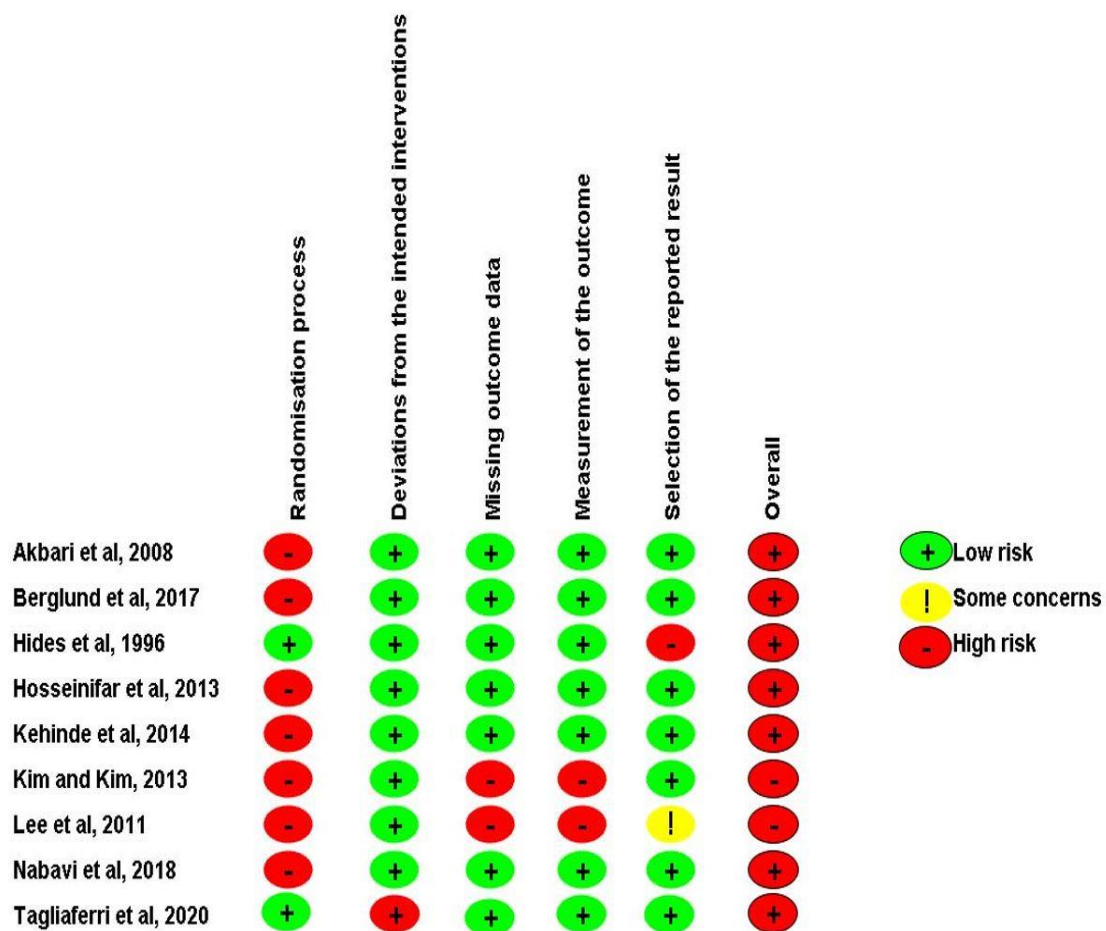 Randomisation process
Deviations from the intended interventions
Missing outcome data
Measurement of the outcome
Selection of the reported result
Overall
Akbari et al, 2008 - + + + + +
Berglund et al, 2017 - + + + + +
Hides et al, 1996 + + + + - +
Hosseinifar et al, 2013 - + + + + +
Kehinde et al, 2014 - + + + + +
Kim and Kim, 2013 - + - - + -
Lee et al, 2011 - + - - ! -
Nabavi et al, 2018 - + + + + +
Tagliaferri et al, 2020 + + + + + +
+ Low risk
! Some concerns
- High risk